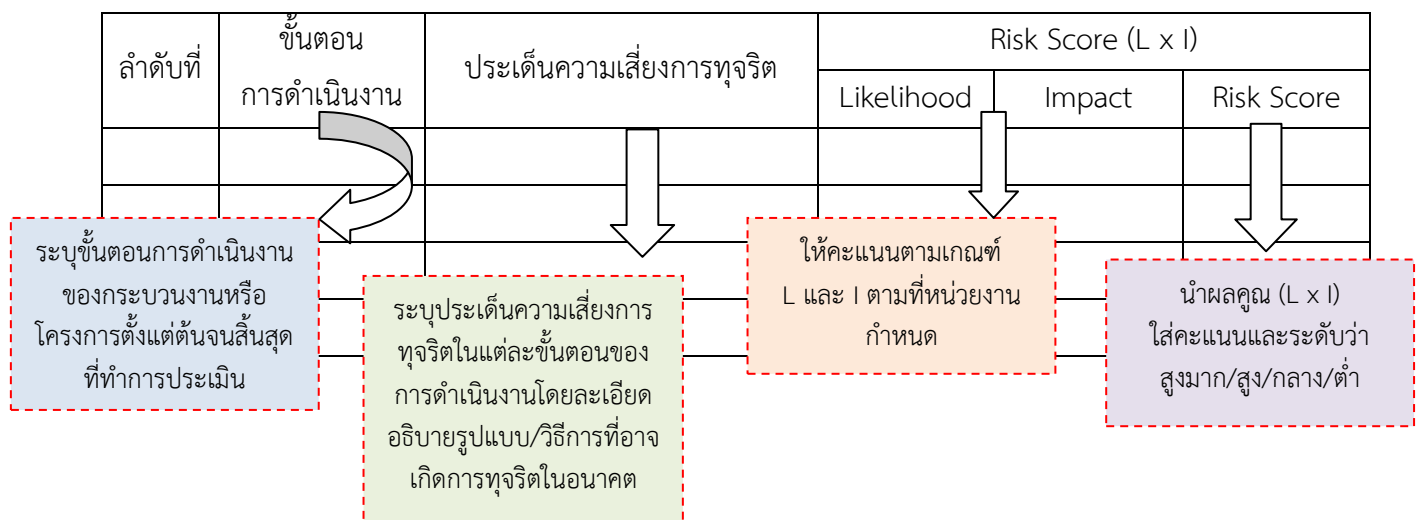 ลำดับที่
ขั้นตอน
การดำเนินงาน
ประเด็นความเสี่ยงการทุจริต
Risk Score (L x I)
Likelihood
Impact
Risk Score
ระบุขั้นตอนการดำเนินงาน
ของกระบวนงานหรือ
โครงการตั้งแต่ต้นจนสิ้นสุด
ที่ทำการประเมิน
ระบุประเด็นความเสี่ยงการ
ทุจริตในแต่ละขั้นตอนของ
การดำเนินงานโดยละเอียด
อธิบายรูปแบบ/วิธีการที่อาจ
เกิดการทุจริตในอนาคต
ให้คะแนนตามเกณฑ์
L และ I ตามที่หน่วยงาน
กำหนด
นำผลคูณ (L x I)
ใส่คะแนนและระดับว่า
สูงมาก/สูง/กลาง/ต่ำ